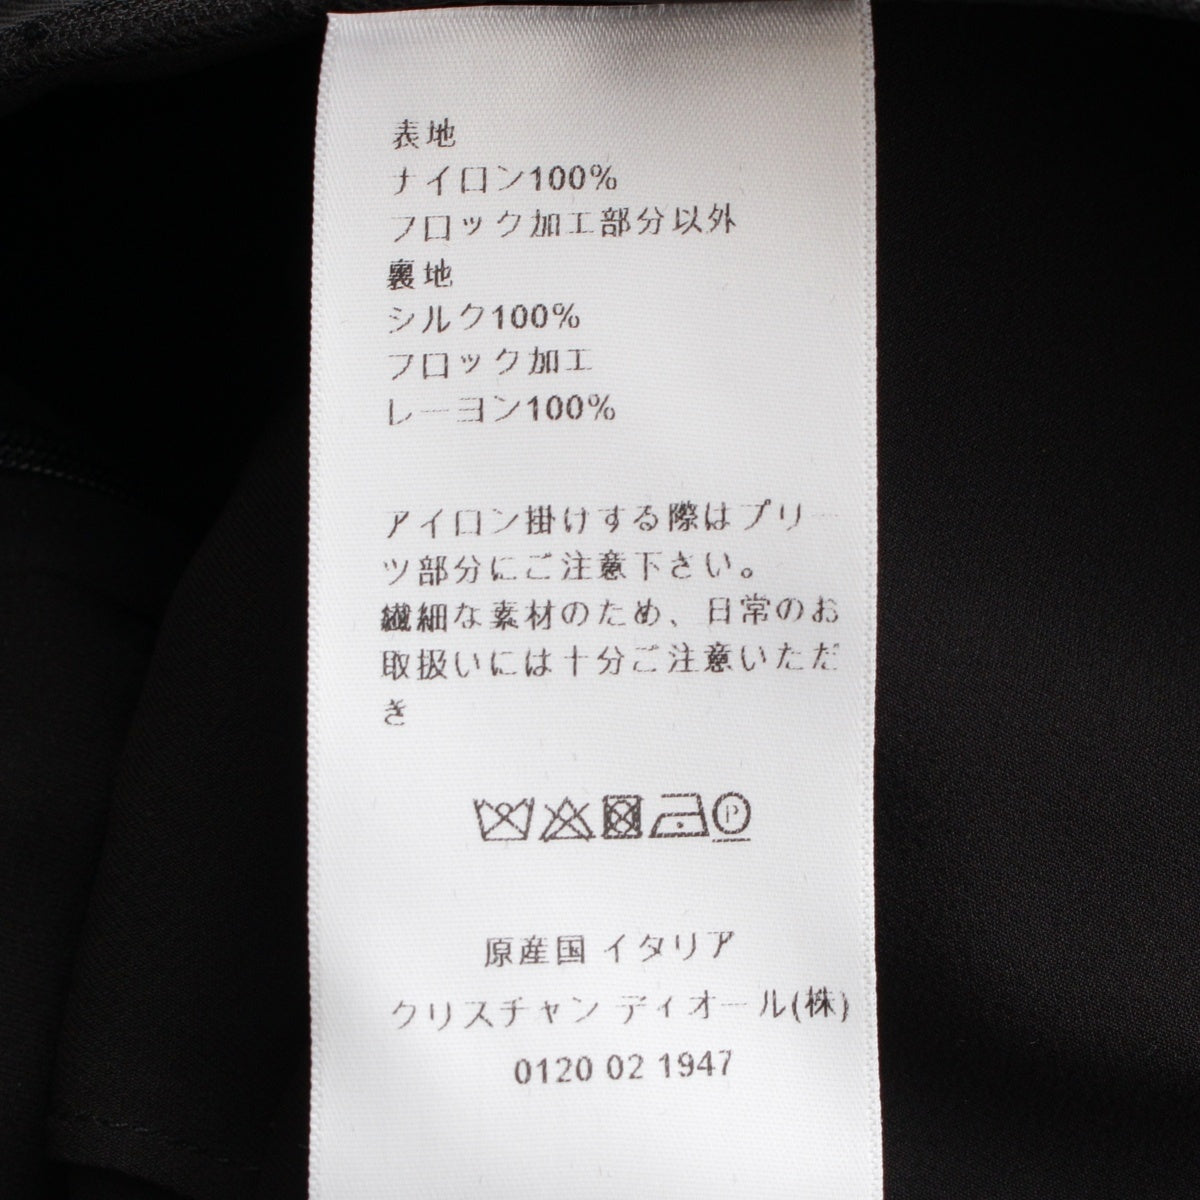 表地
ナイロン100%
フロック加工部分以外
裏地
シルク100%
フロック加工
レーヨン100%
アイロン掛けする際はプリー
ツ部分にご注意下さい。
繊細な素材のため、日常のお
取扱いには十分ご注意いただ
き
P
原産国 イタリア
クリスチャン ディオール(株)
0120 02 1947